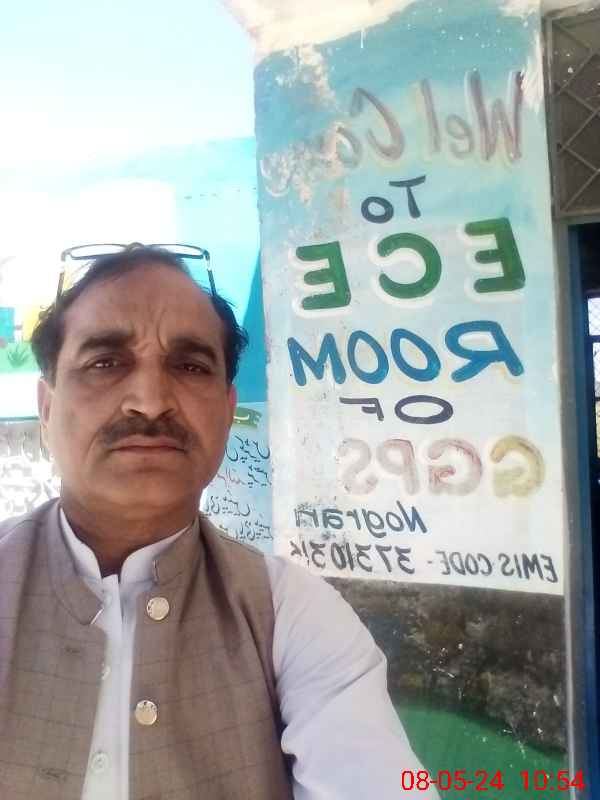 Wel Come
To
ECE
ROOM
OF
GGPS
Nogran
EMIS CODE - 37310316
08-05-24 10:54